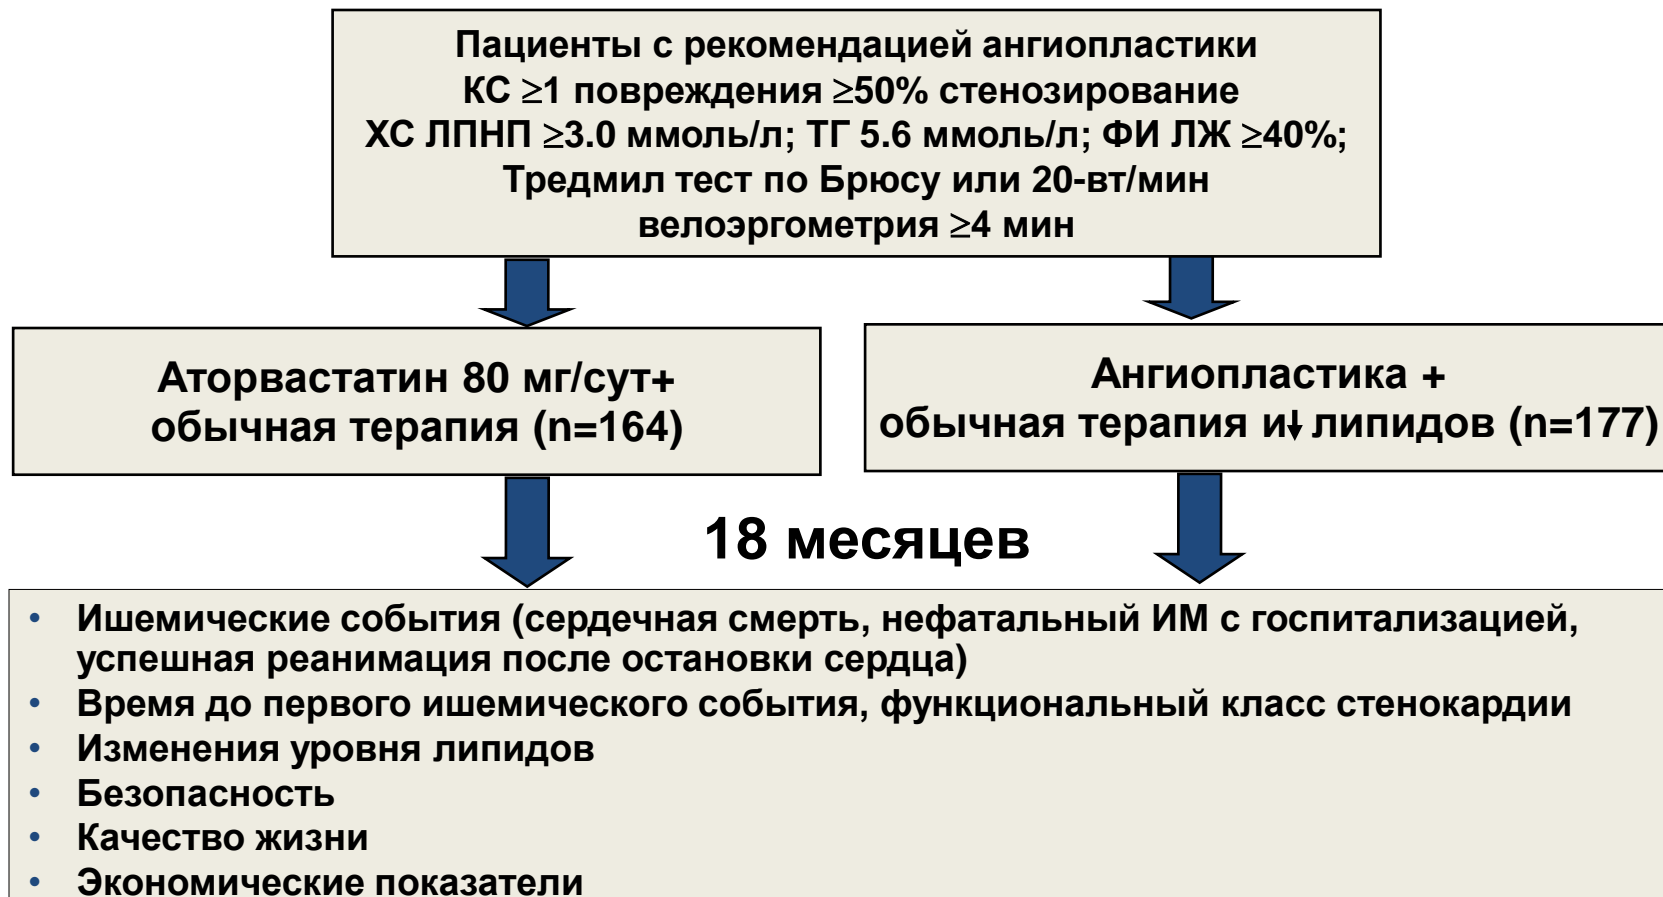 Пациенты с рекомендацией ангиопластики
КС ≥1 повреждения ≥50% стенозирование
ХС ЛПНП ≥3.0 ммоль/л; ТГ 5.6 ммоль/л; ФИ ЛЖ ≥40%;
Тредмил тест по Брюсу или 20-вт/мин
велоэргометрия ≥4 мин
Аторвастатин 80 мг/сут+
обычная терапия (n=164)
Ангиопластика +
обычная терапия и↓ липидов (n=177)
18 месяцев
• Ишемические события (сердечная смерть, нефатальный ИМ с госпитализацией,
успешная реанимация после остановки сердца)
• Время до первого ишемического события, функциональный класс стенокардии
• Изменения уровня липидов
• Безопасность
• Качество жизни
• Экономические показатели